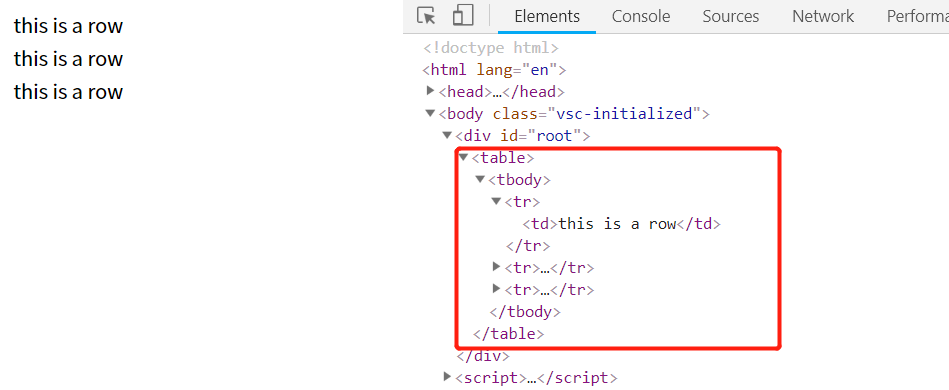 this is a row
this is a row
this is a row
Elements Console Sources Network Performa
<!doctype html>
<html lang="en">
<head>…</head>
<body class="vsc-initialized">
<div id="root">
<table>
<tbody>
<tr>
<td>this is a row</td>
</tr>
<tr>…</tr>
<tr>…</tr>
</tbody>
</table>
</div>
<script>…</script>